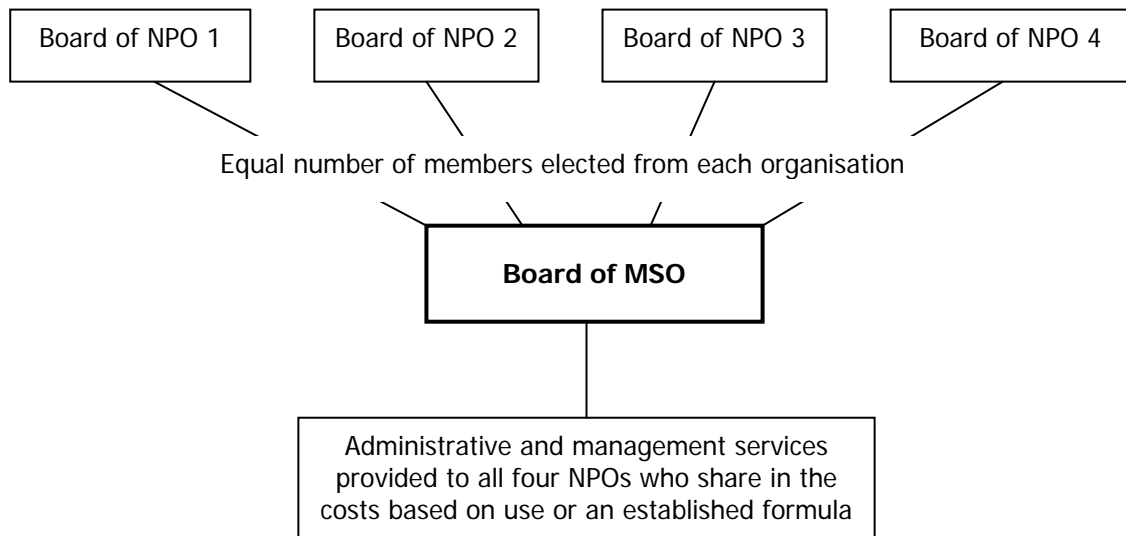 Board of NPO 1
Board of NPO 2
Board of NPO 3
Board of NPO 4
Equal number of members elected from each organisation
Board of MSO
Administrative and management services
provided to all four NPOs who share in the
costs based on use or an established formula